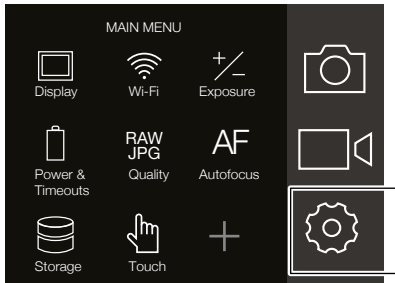 MAIN MENU
Display
Wi-Fi
Exposure
RAW
JPG
AF
Power &
Timeouts
Quality
Autofocus
Storage
Touch